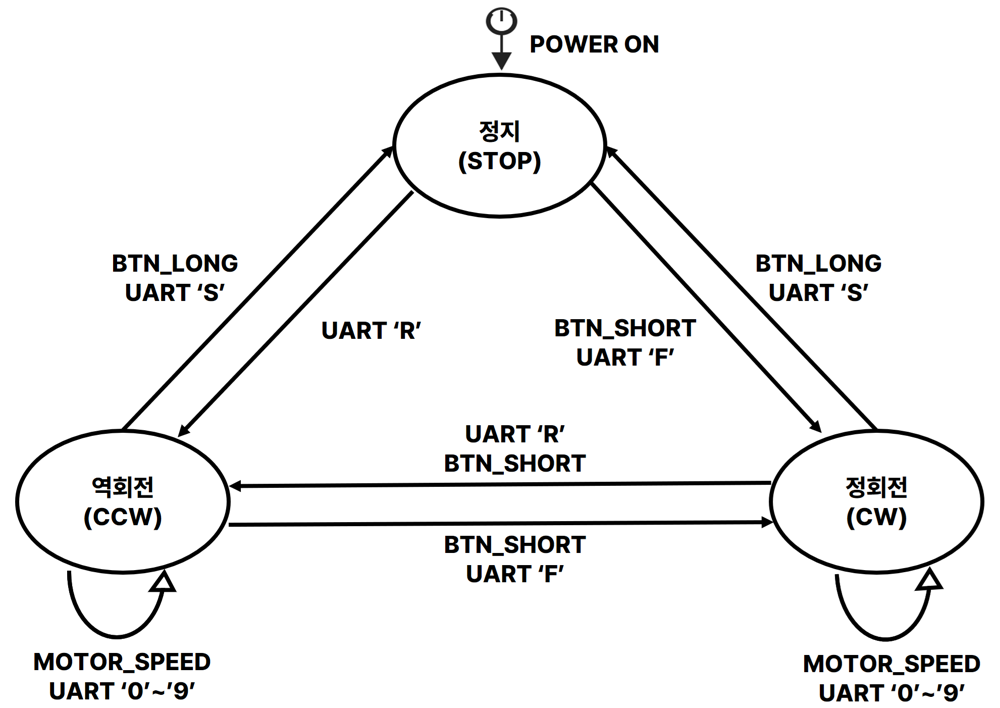 POWER ON
정지
(STOP)
BTN_LONG
UART ‘S’
BTN_LONG
UART ‘S’
UART ‘R’
BTN_SHORT
UART ‘F’
UART ‘R’
BTN_SHORT
역회전
(CCW)
정회전
(CW)
BTN_SHORT
UART ‘F’
MOTOR_SPEED
UART ‘0’~’9’
MOTOR_SPEED
UART ‘0’~’9’